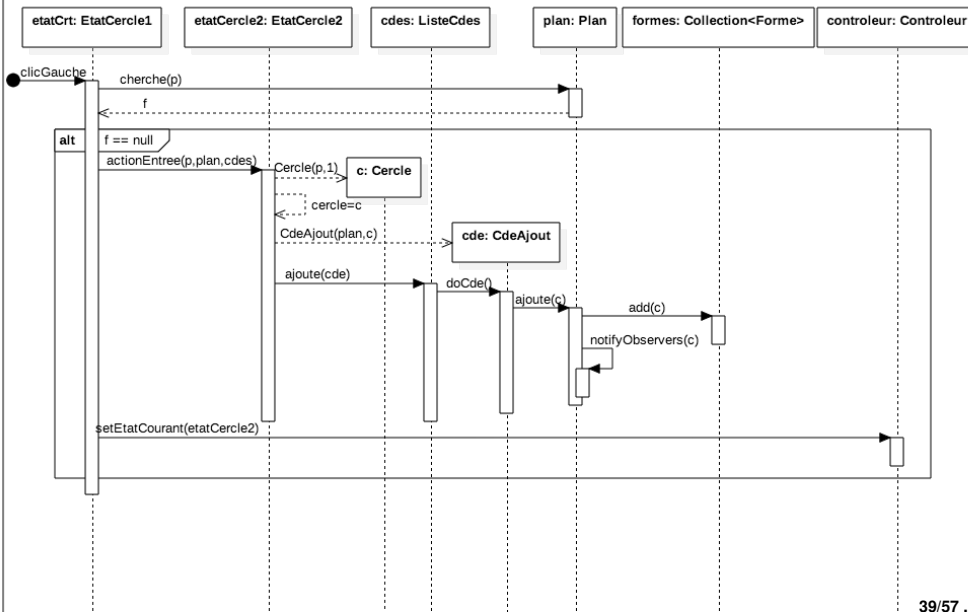 etatCrt: EtatCercle1
etatCercle2: EtatCercle2
cdes: ListeCdes
plan: Plan
formes: Collection<Forme>
controleur: Controleur
clicGauche
cherche(p)
f
alt
f == null
actionEntree(p,plan,cdes)
Cercle(p,1)
c: Cercle
cercle=c
CdeAjout(plan,c)
cde: CdeAjout
ajoute(cde)
doCde()
ajoute(c)
add(c)
notifyObservers(c)
setEtatCourant(etatCercle2)
39/57 .